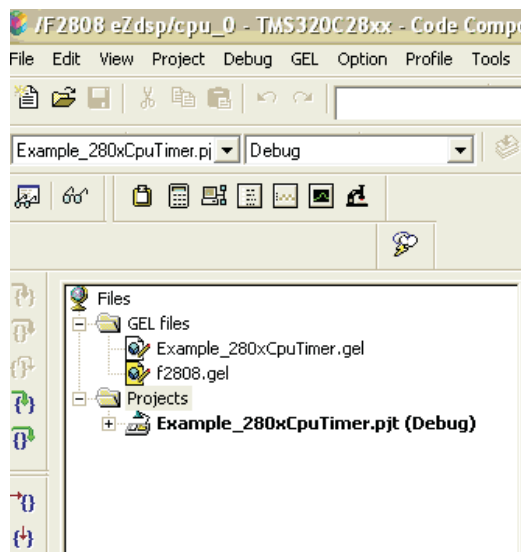 /F2808 eZdsp/cpu_0 - TMS320C28xx - Code Compo
File Edit View Project Debug GEL Option Profile Tools
Example_280xCpuTimer.pj Debug
Files
GEL files
Example_280xCpuTimer.gel
f2808.gel
Projects
Example_280xCpuTimer.pjt (Debug)